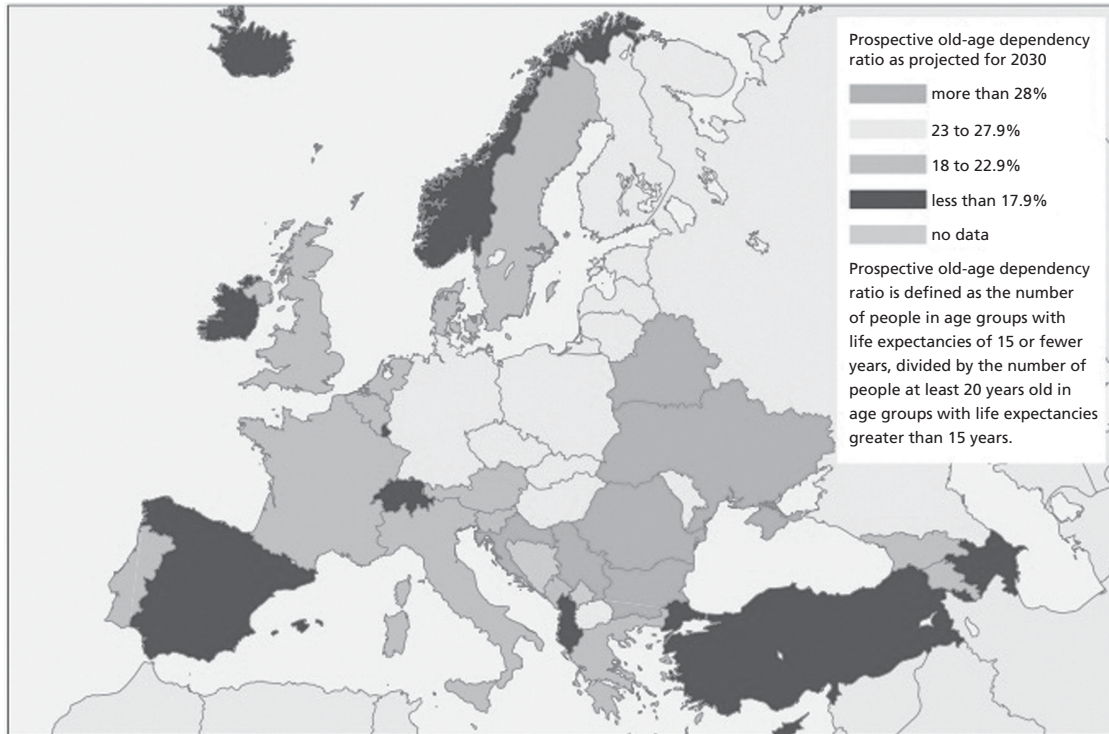 Prospective old-age dependency
ratio as projected for 2030
more than 28%
23 to 27.9%
18 to 22.9%
less than 17.9%
no data
Prospective old-age dependency
ratio is defined as the number
of people in age groups with
life expectancies of 15 or fewer
years, divided by the number of
people at least 20 years old in
age groups with life expectancies
greater than 15 years.